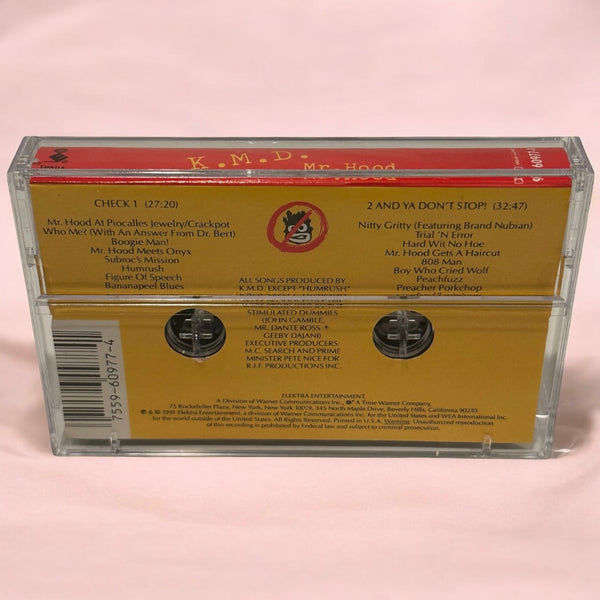 Elektra
K.M.D.
Mr. Hood
9 60977-4
CHECK 1 (27:20)
Mr. Hood At Piocalles Jewelry/Crackpot
Who Me? (With An Answer From Dr. Bert)
Boogie Man!
Mr. Hood Meets Onyx
Subroc's Mission
Humrush
Figure Of Speech
Bananapeel Blues
2 AND YA DON'T STOP! (32:47)
Nitty Gritty (Featuring Brand Nubian)
Trial 'N Error
Hard Wit No Hoe
Mr. Hood Gets A Haircut
808 Man
Boy Who Cried Wolf
Peachfuzz
Preacher Porkchop
ALL SONGS PRODUCED BY
K.M.D. EXCEPT "HUMRUSH"
STIMULATED DUMMIES
(JOHN GAMBLE,
MR. DANTE ROSS +
GEEBY DAJANI)
EXECUTIVE PRODUCERS:
M.C. SEARCH AND PRIME
MINISTER PETE NICE FOR
R.I.F. PRODUCTIONS INC.
7559-60977-4
ELEKTRA ENTERTAINMENT
A Division of Warner Communications Inc., A Time Warner Company,
75 Rockefeller Plaza, New York, New York 10019, 345 North Maple Drive, Beverly Hills, California 90210
℗ & © 1991 Elektra Entertainment, a division of Warner Communications Inc. for the United States and WEA International Inc.
for the world outside of the United States. All Rights Reserved. Printed in U.S.A. Warning: Unauthorized reproduction
of this recording is prohibited by Federal law and subject to criminal prosecution.